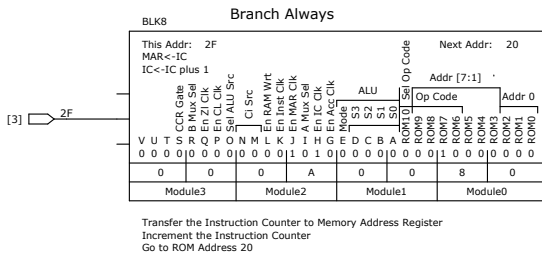 Branch Always
BLK8
This Addr: 2F
Next Addr: 20
MAR<-IC
IC<-IC plus 1
[3] 2F
CCR Gate
B Mux Sel
En ZI Clk
En CL Clk
Sel ALU Src
Ci Src
En RAM Wrt
En Inst Clk
En MAR Clk
A Mux Sel
En IC Clk
En Acc Clk
ALU
Mode
S3
S2
S1
S0
Sel Op Code
Addr [7:1]
Op Code
Addr 0
ROM10
ROM9
ROM8
ROM7
ROM6
ROM5
ROM4
ROM3
ROM2
ROM1
ROM0
V U T S R Q P O N M L K J I H G E D C B A
0 0 0 0 0 0 0 0 0 0 0 0 1 0 1 0 0 0 0 0 0 0 0 0 1 0 0 0 0 0 0 0
0 0 0 A 0 0 8 0
Module3 Module2 Module1 Module0
Transfer the Instruction Counter to Memory Address Register
Increment the Instruction Counter
Go to ROM Address 20